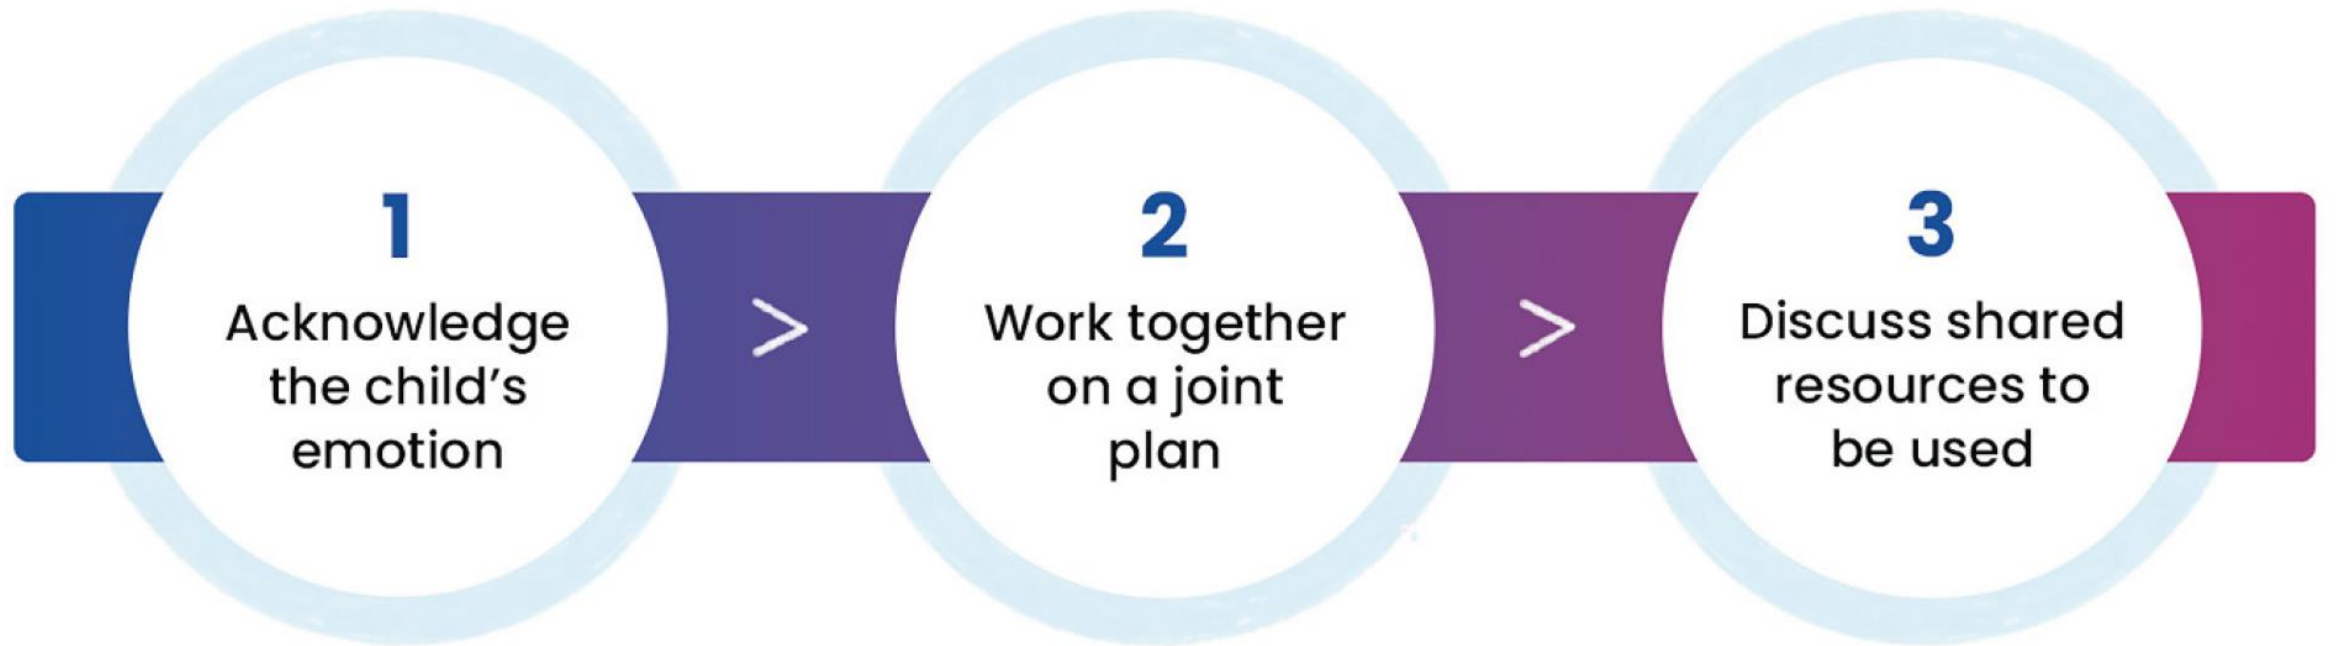 1
Acknowledge
the child’s
emotion
>
2
Work together
on a joint
plan
>
3
Discuss shared
resources to
be used